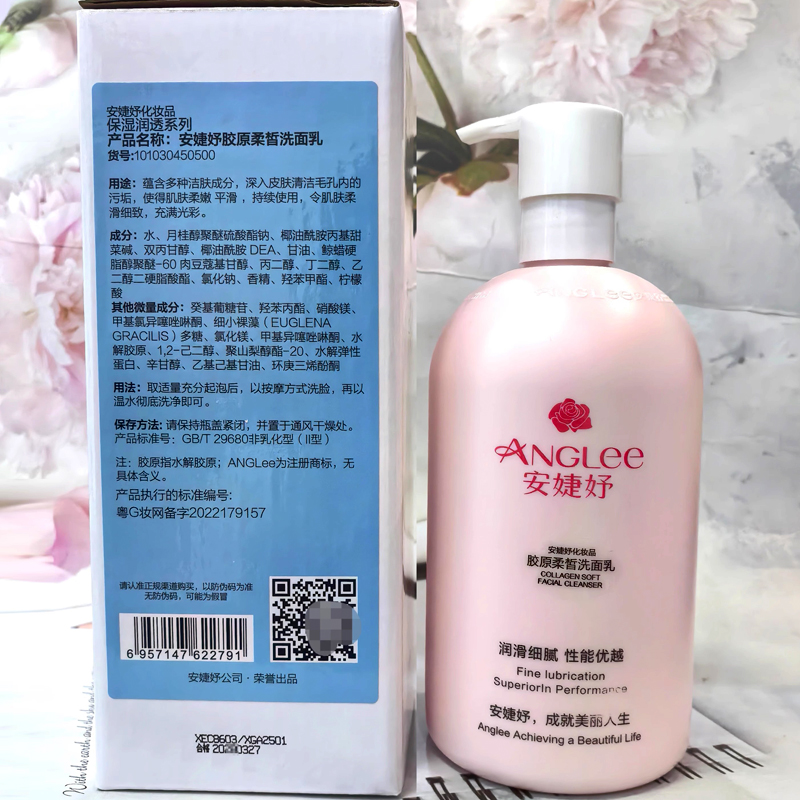 安婕妤化妆品
保湿润透系列
产品名称：安婕妤胶原柔皙洗面乳
货号:101030450500
用途：蕴含多种洁肤成分，深入皮肤清洁毛孔内的
污垢，使得肌肤柔嫩 平滑 ，持续使用，令肌肤柔
滑细致，充满光彩。
成分：水、月桂醇聚醚硫酸酯钠、椰油酰胺丙基甜
菜碱、双丙甘醇、椰油酰胺 DEA、甘油、鲸蜡硬
脂醇聚醚-60 肉豆蔻基甘醇、丙二醇、丁二醇、乙
二醇二硬脂酸酯、氯化钠、香精、羟苯甲酯、柠檬
酸
其他微量成分：癸基葡糖苷、羟苯丙酯、硝酸镁、
甲基氯异噻唑啉酮、细小裸藻（EUGLENA
GRACILIS）多糖、氯化镁、甲基异噻唑啉酮、水
解胶原、1,2-己二醇、聚山梨醇酯-20、水解弹性
蛋白、辛甘醇、乙基己基甘油、环庚三烯酚酮
用法：取适量充分起泡后，以按摩方式洗脸，再以
温水彻底洗净即可。
保存方法：请保持瓶盖紧闭，并置于通风干燥处。
产品标准号：GB/T 29680非乳化型（II型）
注：胶原指水解胶原；ANGLee为注册商标，无
具体含义。
产品执行的标准编号：
粤G妆网备字2022179157
请认准正规渠道购买，以防伪码为准
无防伪码，可能为假冒
6 957147 622791
安婕妤公司·荣誉出品
XEC8603/XGA2501
合格 20 0327
With the earth and the sky and
ANGLee
ANGLee
安婕妤
安婕妤化妆品
胶原柔皙洗面乳
COLLAGEN SOFT
FACIAL CLEANSER
润滑细腻 性能优越
Fine lubrication
SuperiorIn Performance
安婕妤，成就美丽人生
Anglee Achieving a Beautiful Life